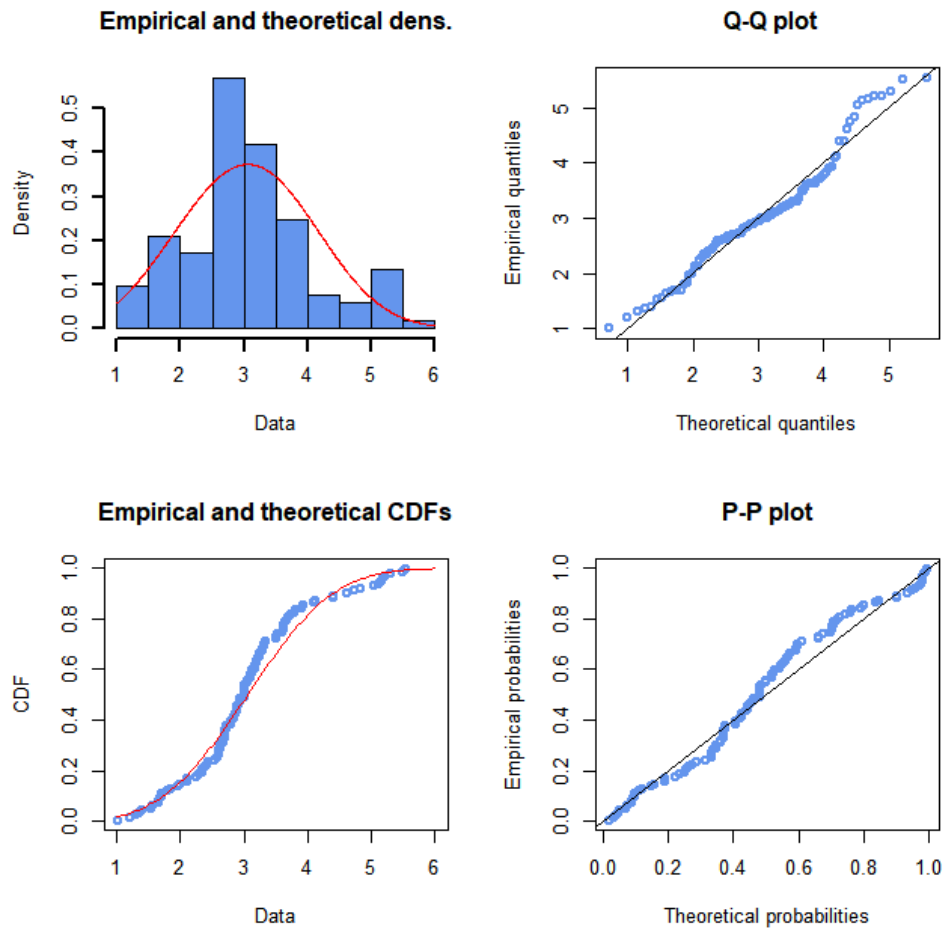 Empirical and theoretical dens.
Density
0.0 0.1 0.2 0.3 0.4 0.5
1 2 3 4 5 6
Data
Q-Q plot
Empirical quantiles
1 2 3 4 5
1 2 3 4 5
Theoretical quantiles
Empirical and theoretical CDFs
CDF
0.0 0.2 0.4 0.6 0.8 1.0
1 2 3 4 5 6
Data
P-P plot
Empirical probabilities
0.0 0.2 0.4 0.6 0.8 1.0
0.0 0.2 0.4 0.6 0.8 1.0
Theoretical probabilities